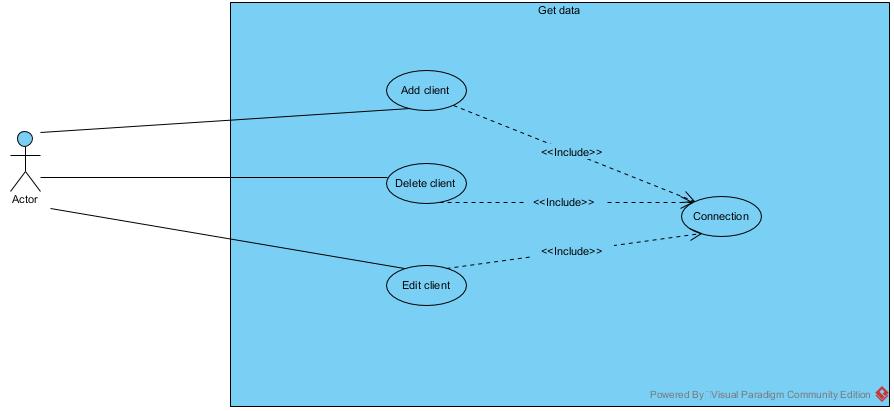 Get data
Add client
<<Include>>
Delete client
Actor
<<Include>>
Connection
<<Include>>
Edit client
Powered By ¨Visual Paradigm Community Edition